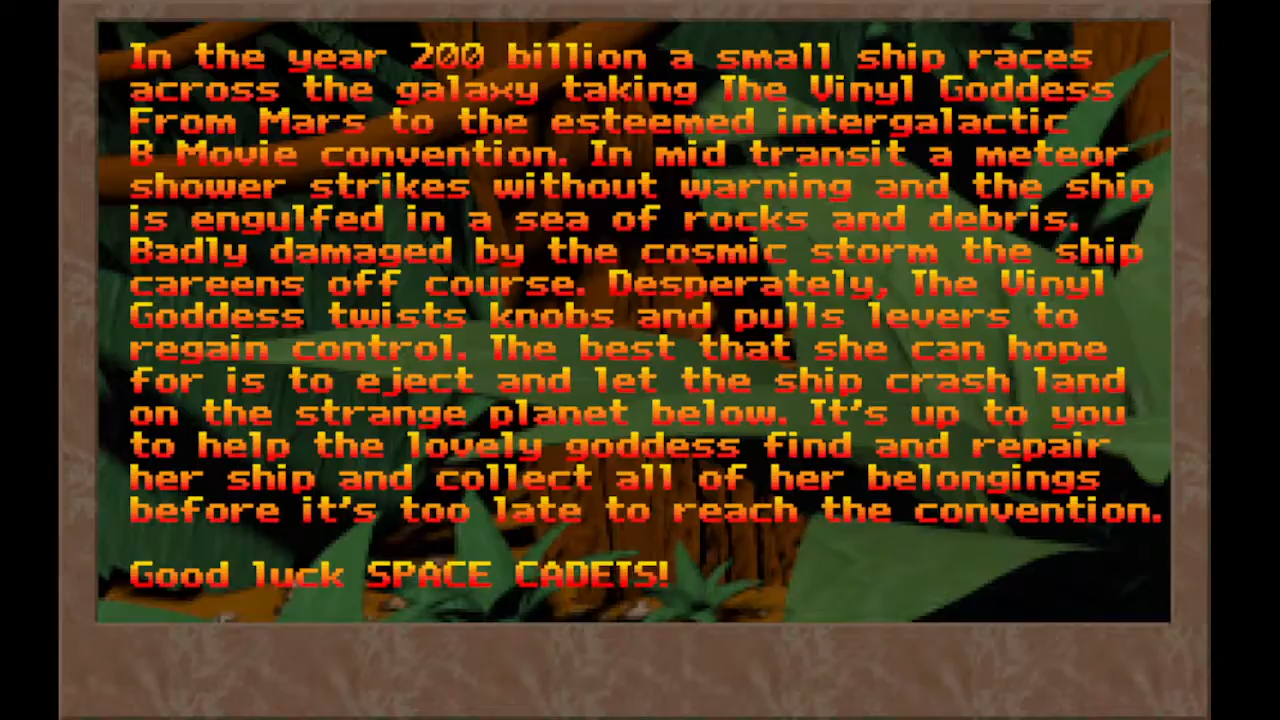 In the year 200 billion a small ship races
across the galaxy taking The Vinyl Goddess
From Mars to the esteemed intergalactic
B Movie convention. In mid transit a meteor
shower strikes without warning and the ship
is engulfed in a sea of rocks and debris.
Badly damaged by the cosmic storm the ship
careens off course. Desperately, The Vinyl
Goddess twists knobs and pulls levers to
regain control. The best that she can hope
for is to eject and let the ship crash land
on the strange planet below. It's up to you
to help the lovely goddess find and repair
her ship and collect all of her belongings
before it's too late to reach the convention.
Good luck SPACE CADETS!